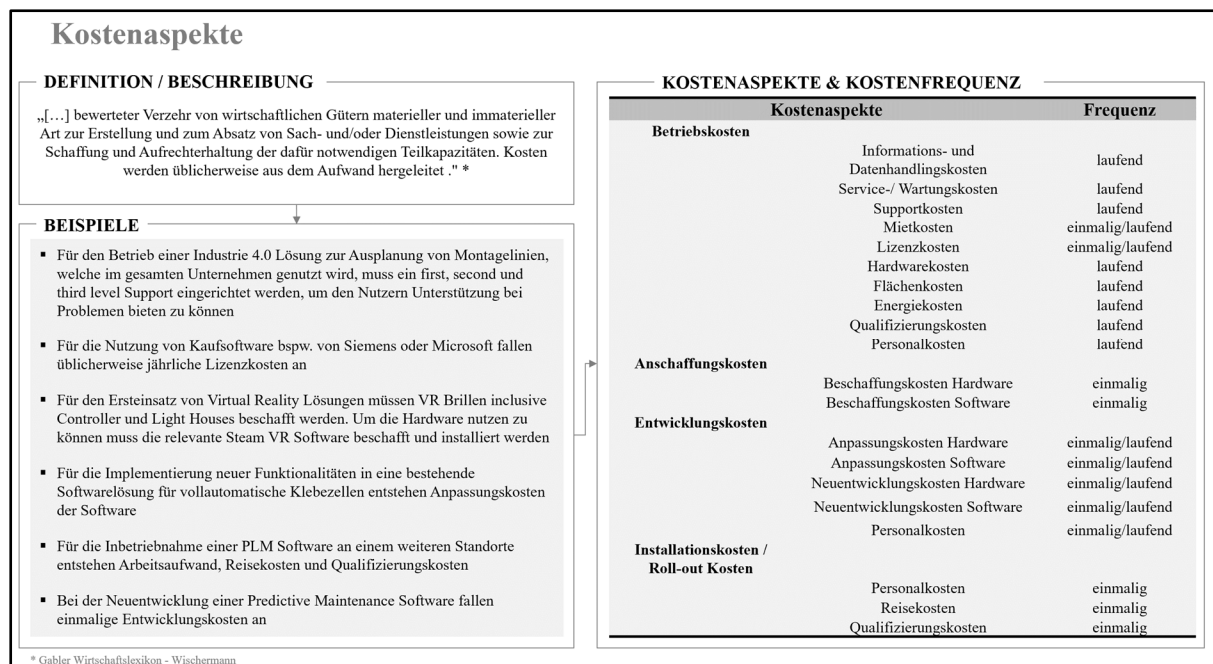 Kostenaspekte
DEFINITION / BESCHREIBUNG
„[…] bewerteter Verzehr von wirtschaftlichen Gütern materieller und immaterieller
Art zur Erstellung und zum Absatz von Sach- und/oder Dienstleistungen sowie zur
Schaffung und Aufrechterhaltung der dafür notwendigen Teilkapazitäten. Kosten
werden üblicherweise aus dem Aufwand hergeleitet ." *
BEISPIELE
▪ Für den Betrieb einer Industrie 4.0 Lösung zur Ausplanung von Montagelinien,
welche im gesamten Unternehmen genutzt wird, muss ein first, second und
third level Support eingerichtet werden, um den Nutzern Unterstützung bei
Problemen bieten zu können
▪ Für die Nutzung von Kaufsoftware bspw. von Siemens oder Microsoft fallen
üblicherweise jährliche Lizenzkosten an
▪ Für den Ersteinsatz von Virtual Reality Lösungen müssen VR Brillen inclusive
Controller und Light Houses beschafft werden. Um die Hardware nutzen zu
können muss die relevante Steam VR Software beschafft und installiert werden
▪ Für die Implementierung neuer Funktionalitäten in eine bestehende
Softwarelösung für vollautomatische Klebezellen entstehen Anpassungskosten
der Software
▪ Für die Inbetriebnahme einer PLM Software an einem weiteren Standorte
entstehen Arbeitsaufwand, Reisekosten und Qualifizierungskosten
▪ Bei der Neuentwicklung einer Predictive Maintenance Software fallen
einmalige Entwicklungskosten an
KOSTENASPEKTE & KOSTENFREQUENZ
Kostenaspekte Frequenz
Betriebskosten
Informations- und
Datenhandlingskosten laufend
Service-/ Wartungskosten laufend
Supportkosten laufend
Mietkosten einmalig/laufend
Lizenzkosten einmalig/laufend
Hardwarekosten laufend
Flächenkosten laufend
Energiekosten laufend
Qualifizierungskosten laufend
Personalkosten laufend
Anschaffungskosten
Beschaffungskosten Hardware einmalig
Beschaffungskosten Software einmalig
Entwicklungskosten
Anpassungskosten Hardware einmalig/laufend
Anpassungskosten Software einmalig/laufend
Neuentwicklungskosten Hardware einmalig/laufend
Neuentwicklungskosten Software einmalig/laufend
Personalkosten einmalig/laufend
Installationskosten /
Roll-out Kosten
Personalkosten einmalig
Reisekosten einmalig
Qualifizierungskosten einmalig
* Gabler Wirtschaftslexikon - Wischermann